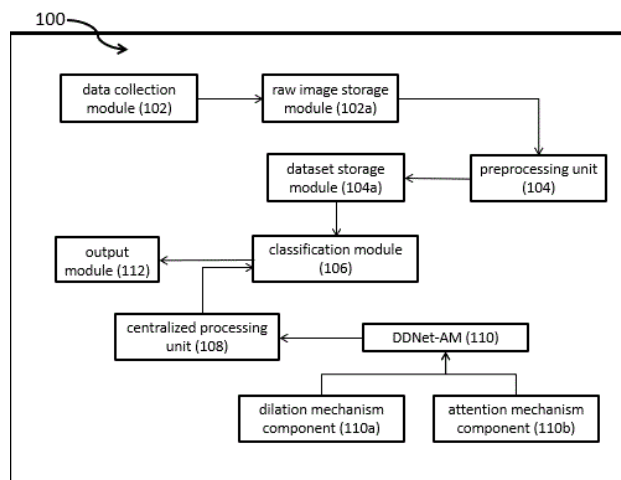 100
data collection
module (102)
raw image storage
module (102a)
dataset storage
module (104a)
preprocessing unit
(104)
output
module (112)
classification module
(106)
centralized processing
unit (108)
DDNet-AM (110)
dilation mechanism
component (110a)
attention mechanism
component (110b)